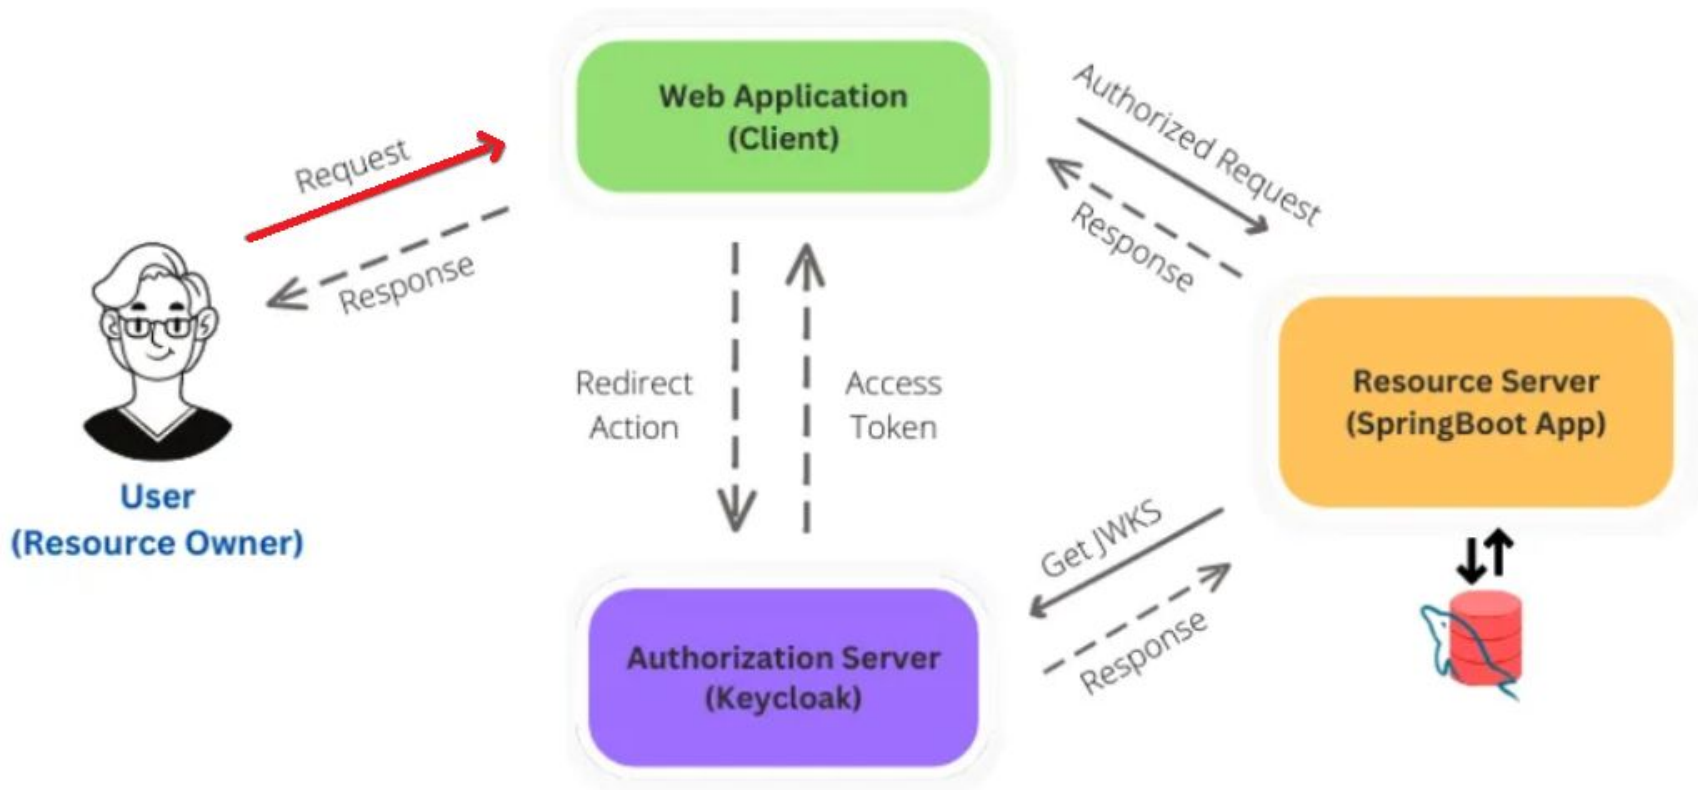 Web Application
(Client)
Request
Response
Authorized Request
Response
User
(Resource Owner)
Redirect
Action
Access
Token
Resource Server
(SpringBoot App)
Get JWKS
Response
Authorization Server
(Keycloak)